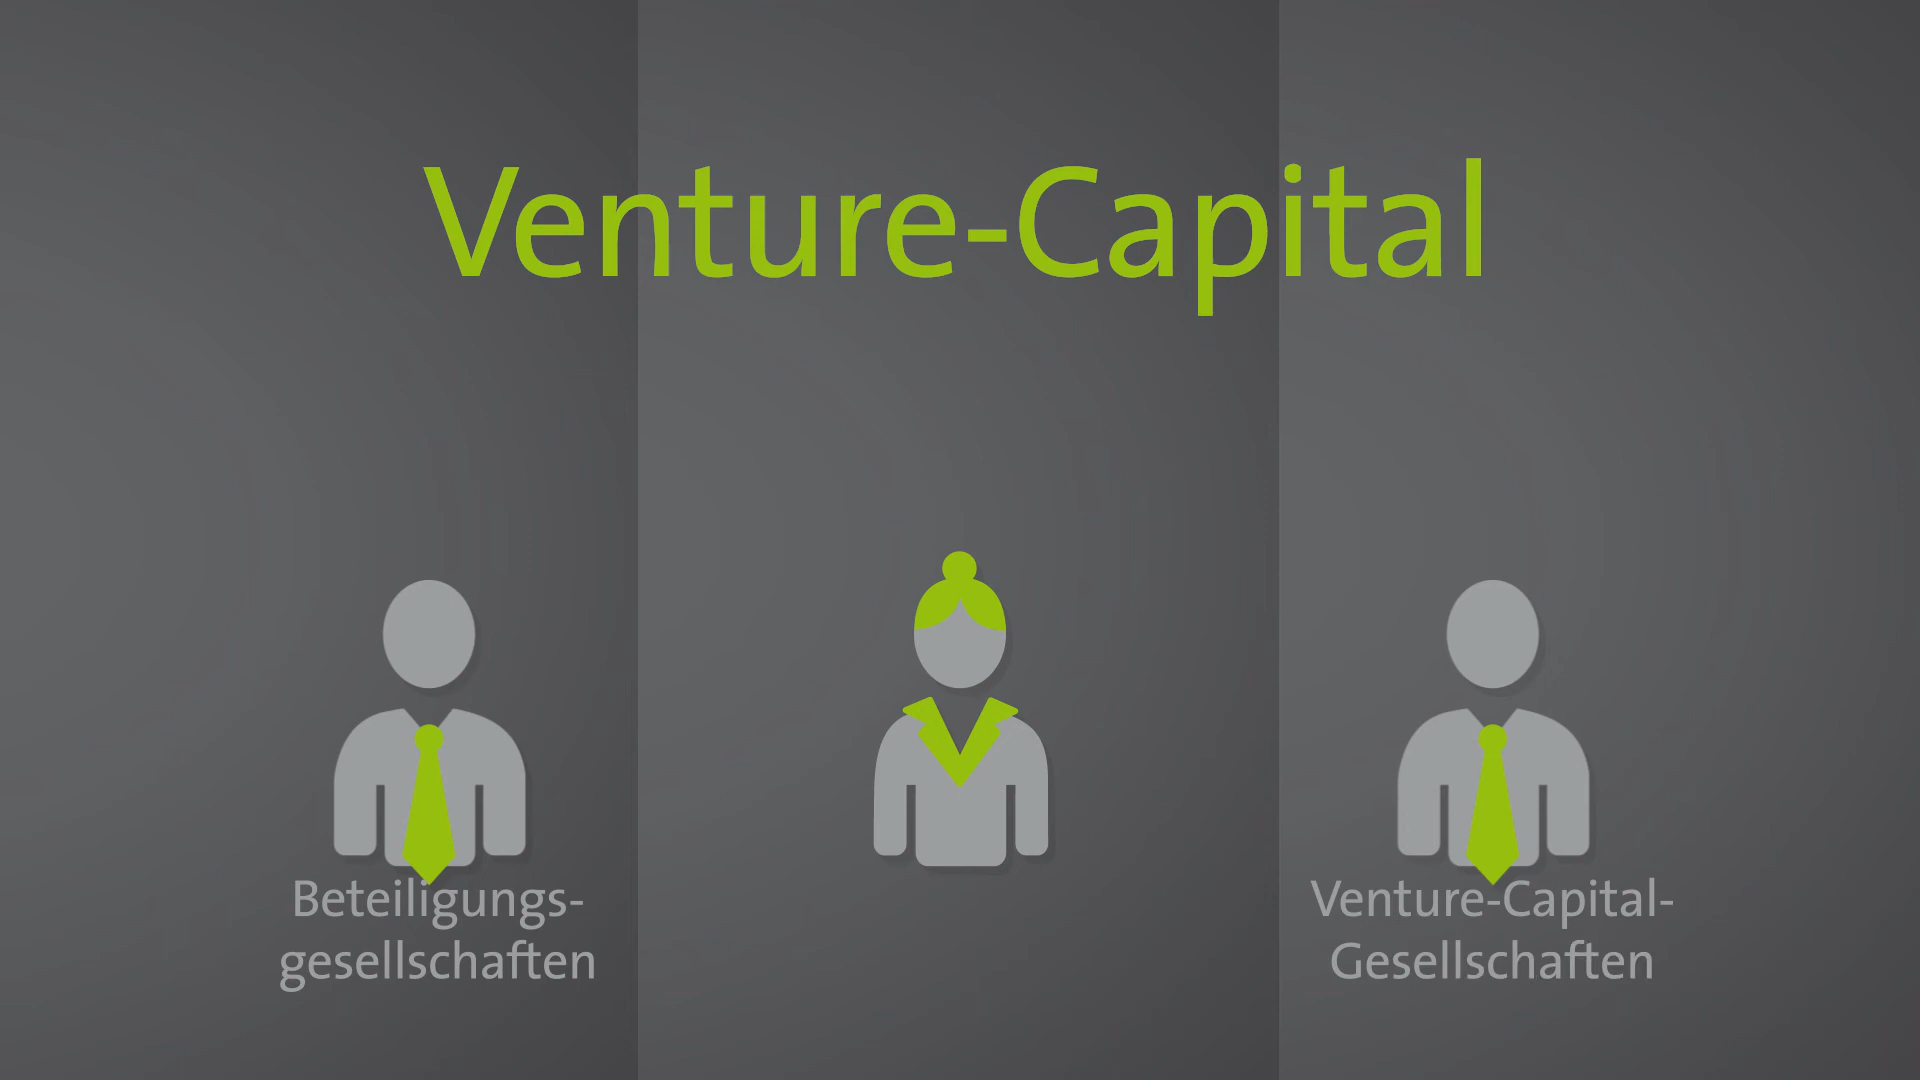 Venture-Capital
Beteiligungs-
gesellschaften
Venture-Capital-
Gesellschaften